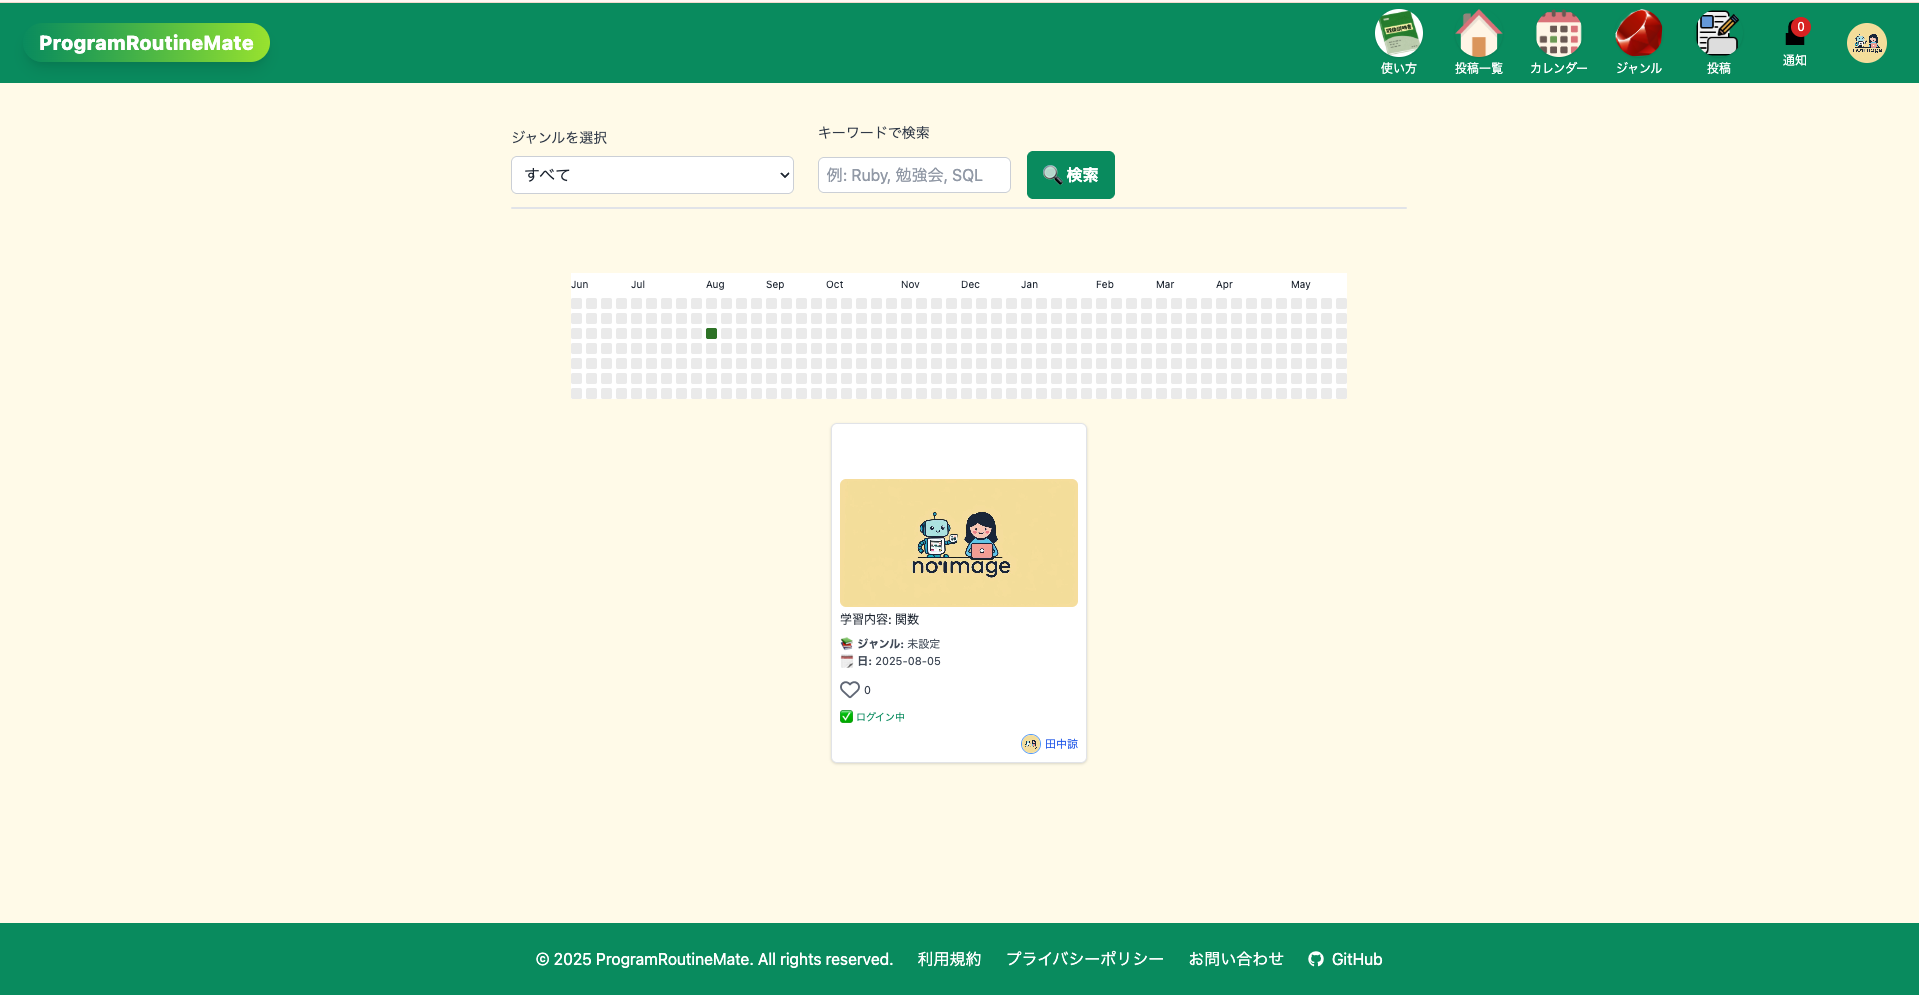 ProgramRoutineMate
使い方
投稿一覧
カレンダー
ジャンル
投稿
0
通知
ジャンルを選択
すべて
キーワードで検索
例: Ruby, 勉強会, SQL
🔍 検索
Jun Jul Aug Sep Oct Nov Dec Jan Feb Mar Apr May
no image
学習内容: 関数
📚 ジャンル: 未設定
📅 日: 2025-08-05
0
✅ ログイン中
田中諒
© 2025 ProgramRoutineMate. All rights reserved. 利用規約 プライバシーポリシー お問い合わせ GitHub